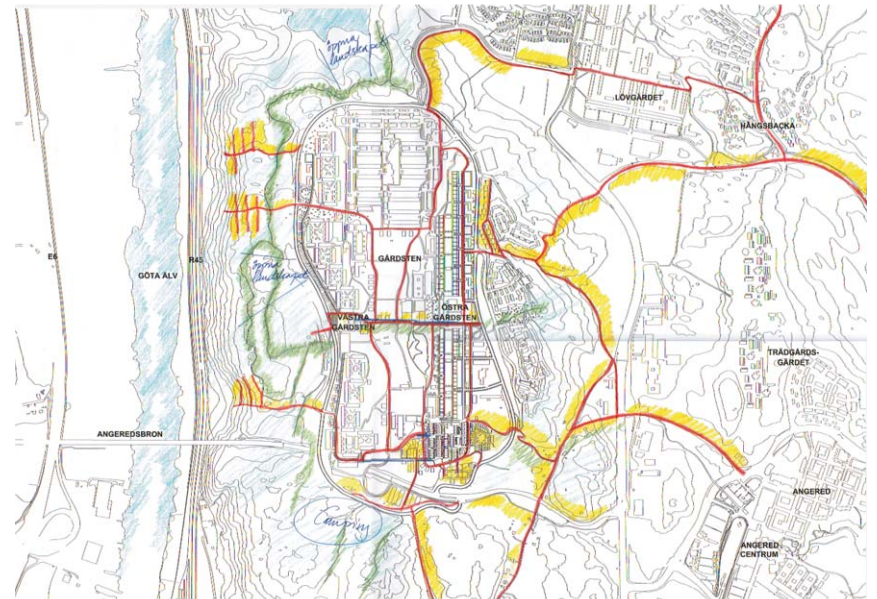 öppna
landskapet
LÖVGÄRDET
HÄNGSBACKA
E6
GÖTA ÄLV
R45
GÅRDSTEN
öppna
landskapet
VÄSTRA
GÅRDSTEN
ÖSTRA
GÅRDSTEN
TRÄDGÅRDS-
GÄRDET
ANGEREDSBRON
ANGERED
Camping
ANGERED
CENTRUM